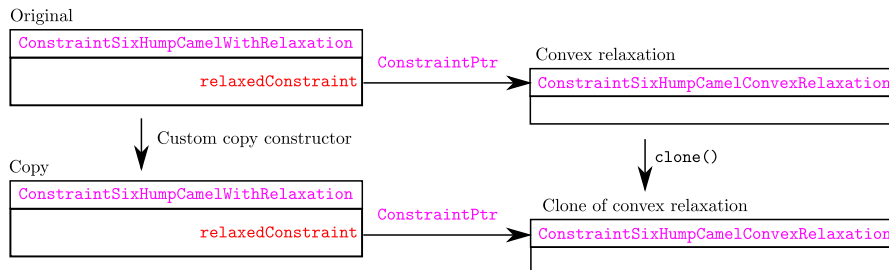 Original
ConstraintSixHumpCamelWithRelaxation
relaxedConstraint
ConstraintPtr
Convex relaxation
ConstraintSixHumpCamelConvexRelaxation
Custom copy constructor
clone()
Copy
ConstraintSixHumpCamelWithRelaxation
relaxedConstraint
ConstraintPtr
Clone of convex relaxation
ConstraintSixHumpCamelConvexRelaxation